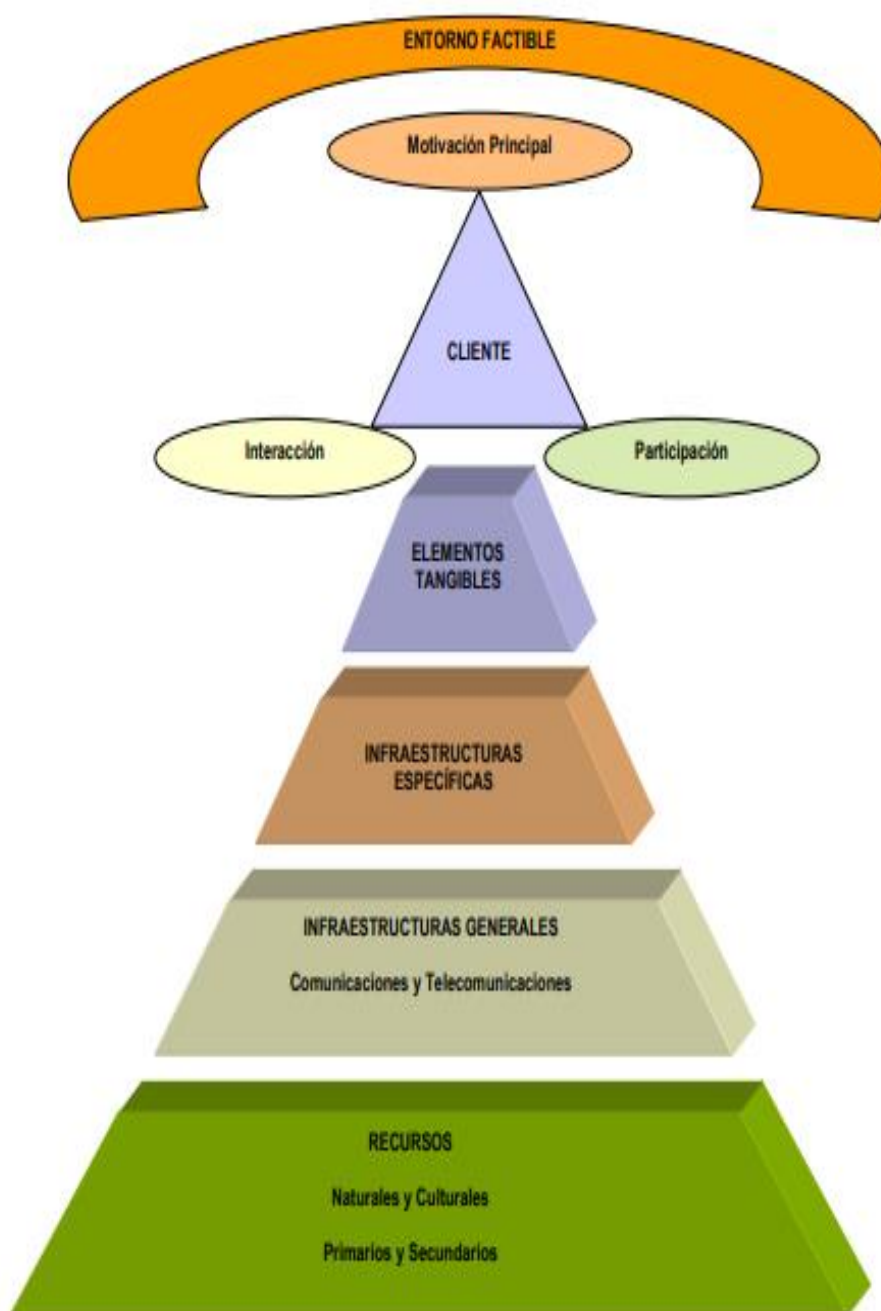 ENTORNO FACTIBLE
Motivación Principal
CLIENTE
Interacción
Participación
ELEMENTOS
TANGIBLES
INFRAESTRUCTURAS
ESPECÍFICAS
INFRAESTRUCTURAS GENERALES
Comunicaciones y Telecomunicaciones
RECURSOS
Naturales y Culturales
Primarios y Secundarios